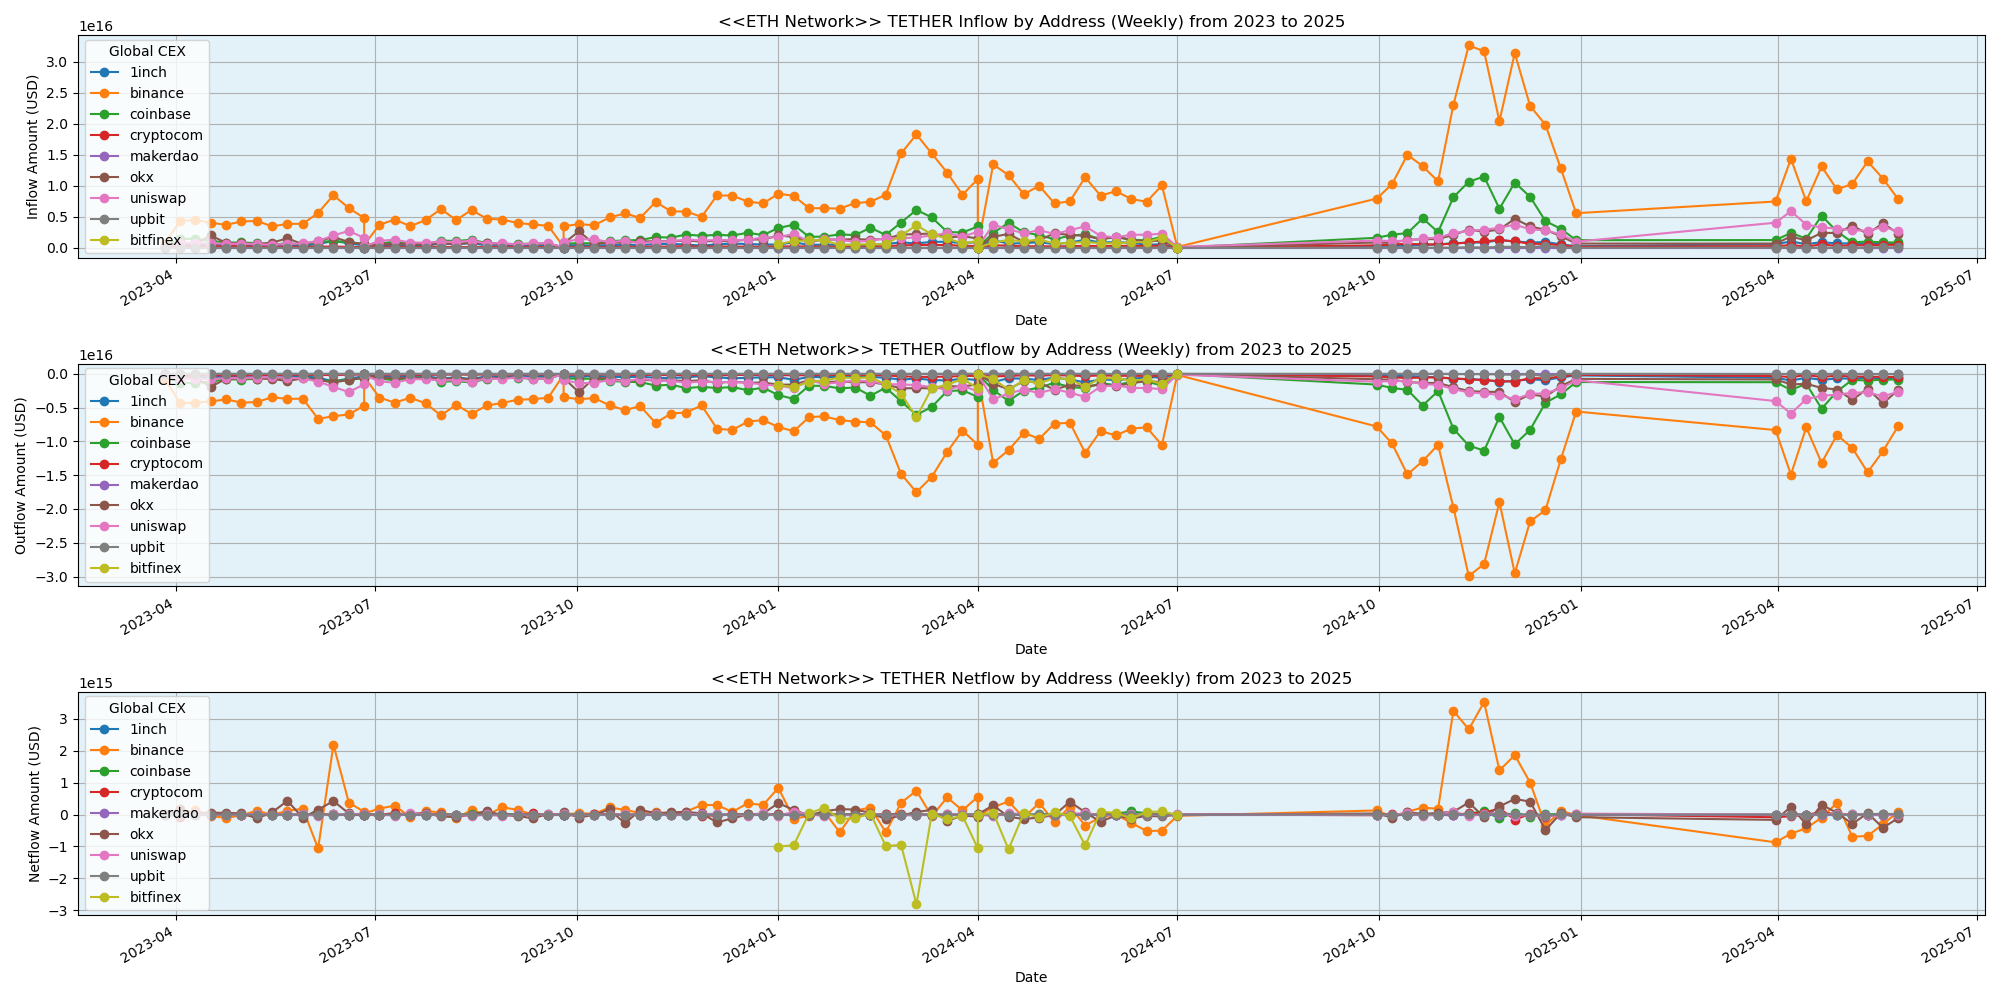 <<ETH Network>> TETHER Inflow by Address (Weekly) from 2023 to 2025
1e16
Inflow Amount (USD)
3.0
2.5
2.0
1.5
1.0
0.5
0.0
Global CEX
1inch
binance
coinbase
cryptocom
makerdao
okx
uniswap
upbit
bitfinex
2023-04
2023-07
2023-10
2024-01
2024-04
2024-07
2024-10
2025-01
2025-04
2025-07
Date
<<ETH Network>> TETHER Outflow by Address (Weekly) from 2023 to 2025
1e16
Outflow Amount (USD)
0.0
−0.5
−1.0
−1.5
−2.0
−2.5
−3.0
Global CEX
1inch
binance
coinbase
cryptocom
makerdao
okx
uniswap
upbit
bitfinex
2023-04
2023-07
2023-10
2024-01
2024-04
2024-07
2024-10
2025-01
2025-04
2025-07
Date
<<ETH Network>> TETHER Netflow by Address (Weekly) from 2023 to 2025
1e15
Netflow Amount (USD)
3
2
1
0
−1
−2
−3
Global CEX
1inch
binance
coinbase
cryptocom
makerdao
okx
uniswap
upbit
bitfinex
2023-04
2023-07
2023-10
2024-01
2024-04
2024-07
2024-10
2025-01
2025-04
2025-07
Date